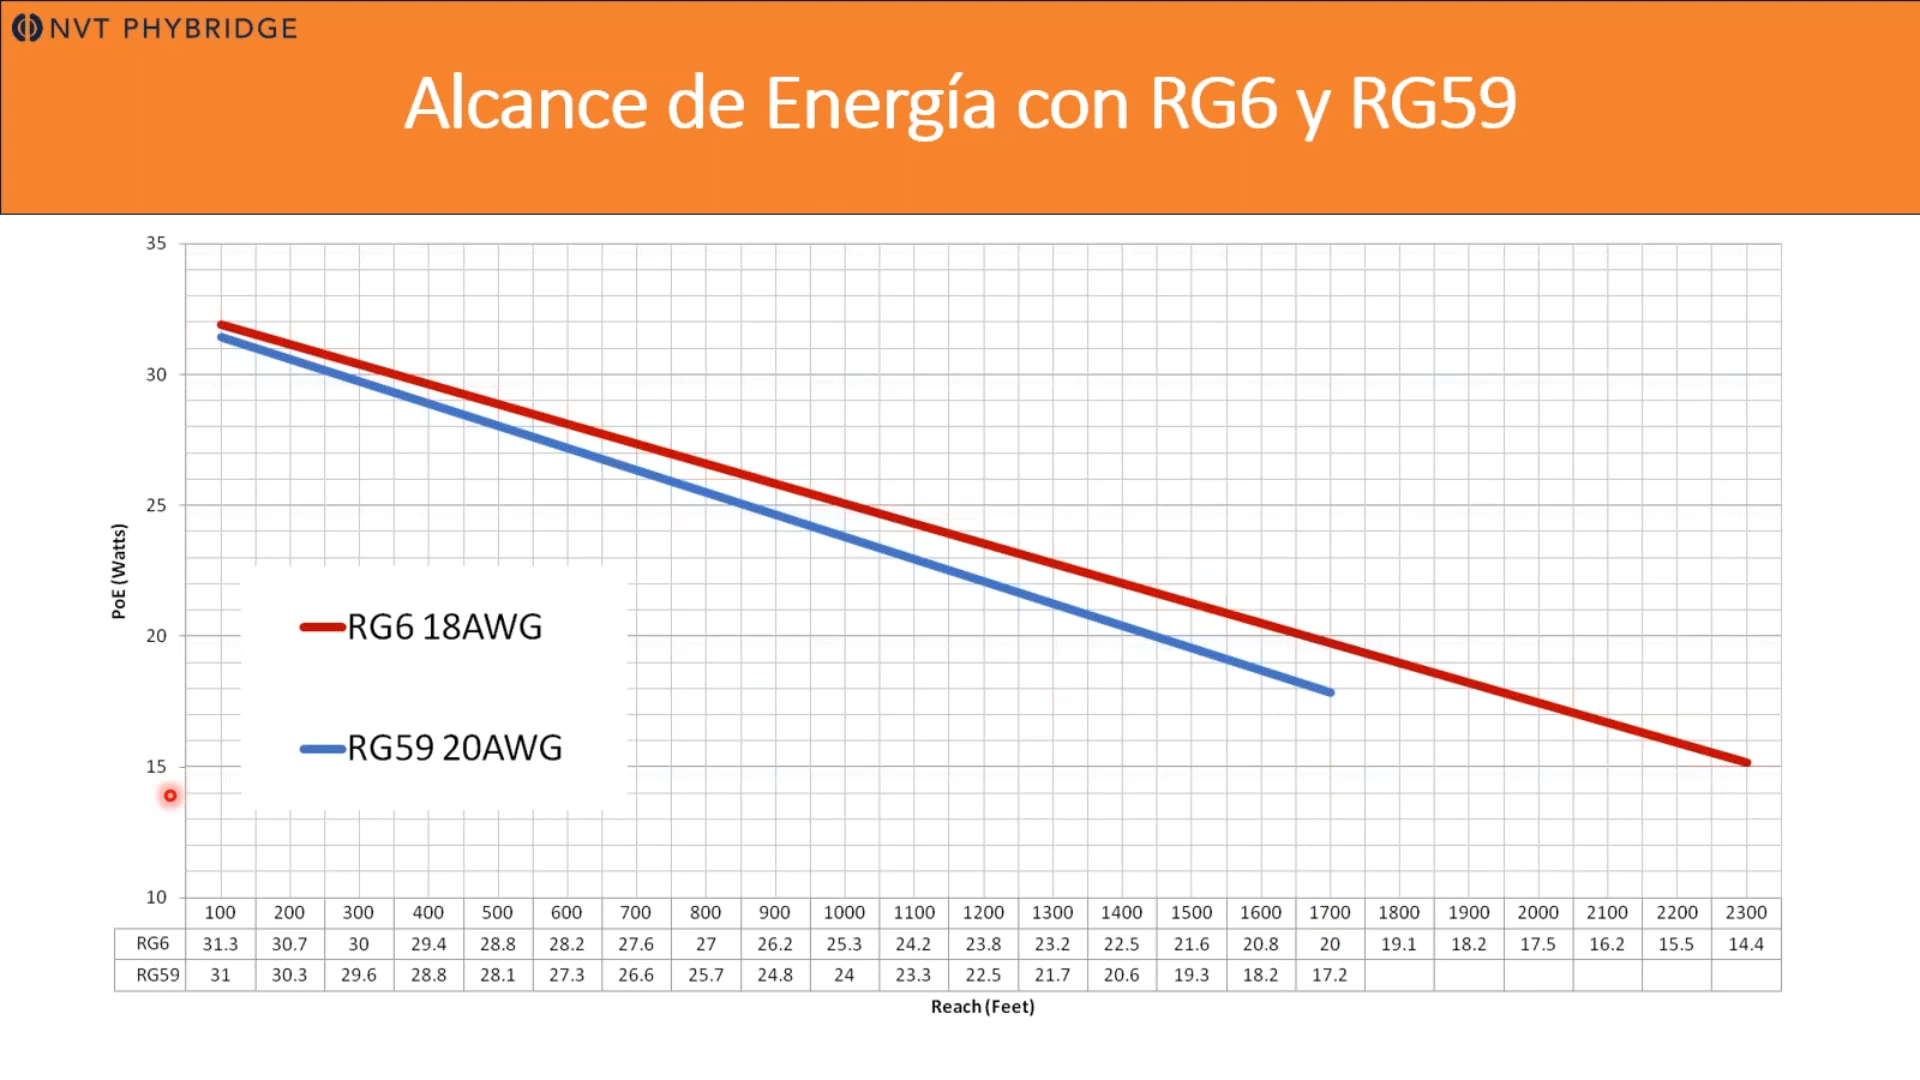 NVT PHYBRIDGE
Alcance de Energía con RG6 y RG59
35
30
25
20
15
10
PoE (Watts)
RG6 18AWG
RG59 20AWG
100 200 300 400 500 600 700 800 900 1000 1100 1200 1300 1400 1500 1600 1700 1800 1900 2000 2100 2200 2300
RG6 31.3 30.7 30 29.4 28.8 28.2 27.6 27 26.2 25.3 24.2 23.8 23.2 22.5 21.6 20.8 20 19.1 18.2 17.5 16.2 15.5 14.4
RG59 31 30.3 29.6 28.8 28.1 27.3 26.6 25.7 24.8 24 23.3 22.5 21.7 20.6 19.3 18.2 17.2
Reach (Feet)